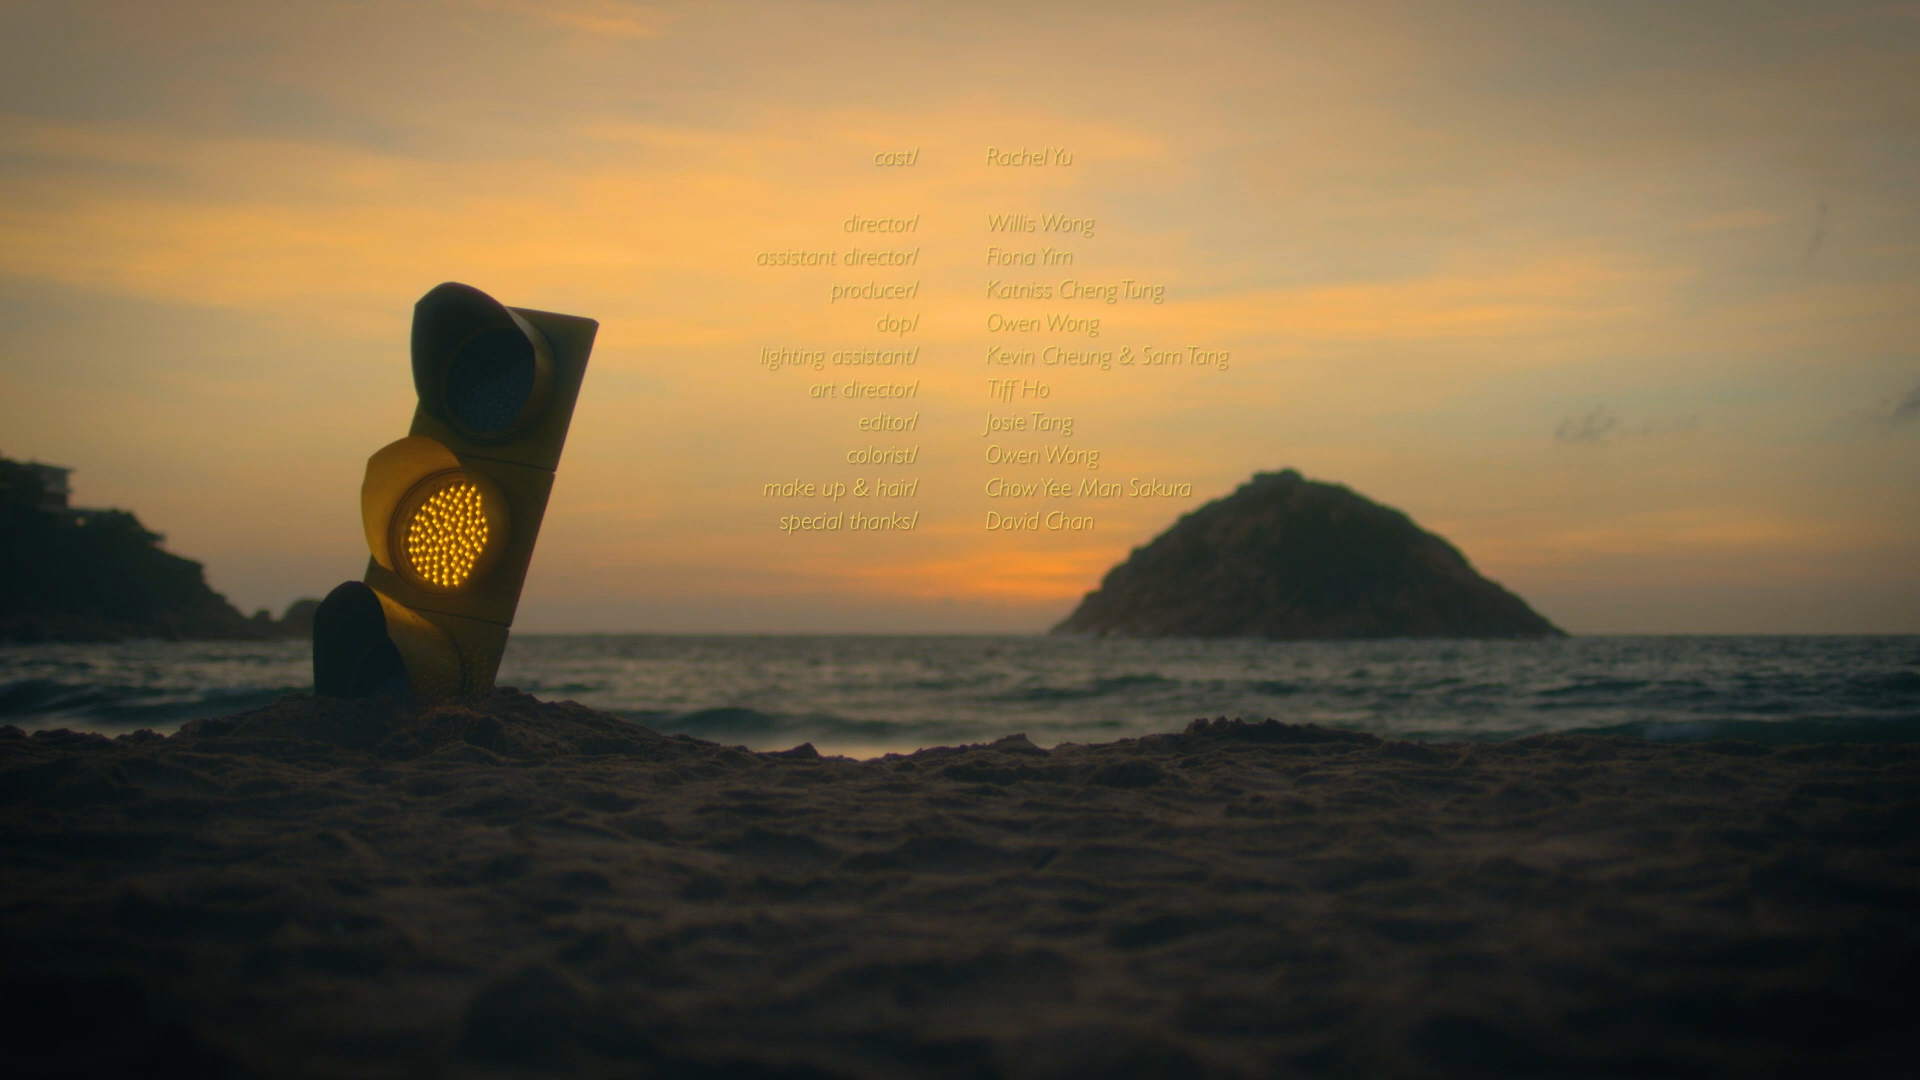 cast/ Rachel Yu
director/ Willis Wong
assistant director/ Fiona Yim
producer/ Katniss Cheng Tung
dop/ Owen Wong
lighting assistant/ Kevin Cheung & Sam Tang
art director/ Tiff Ho
editor/ Josie Tang
colorist/ Owen Wong
make up & hair/ Chow Yee Man Sakura
special thanks/ David Chan